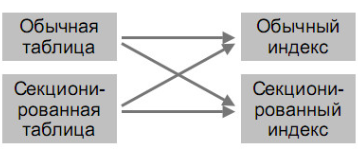 Обычная
таблица
Обычный
индекс
Секциони-
рованная
таблица
Секциони-
рованный
индекс